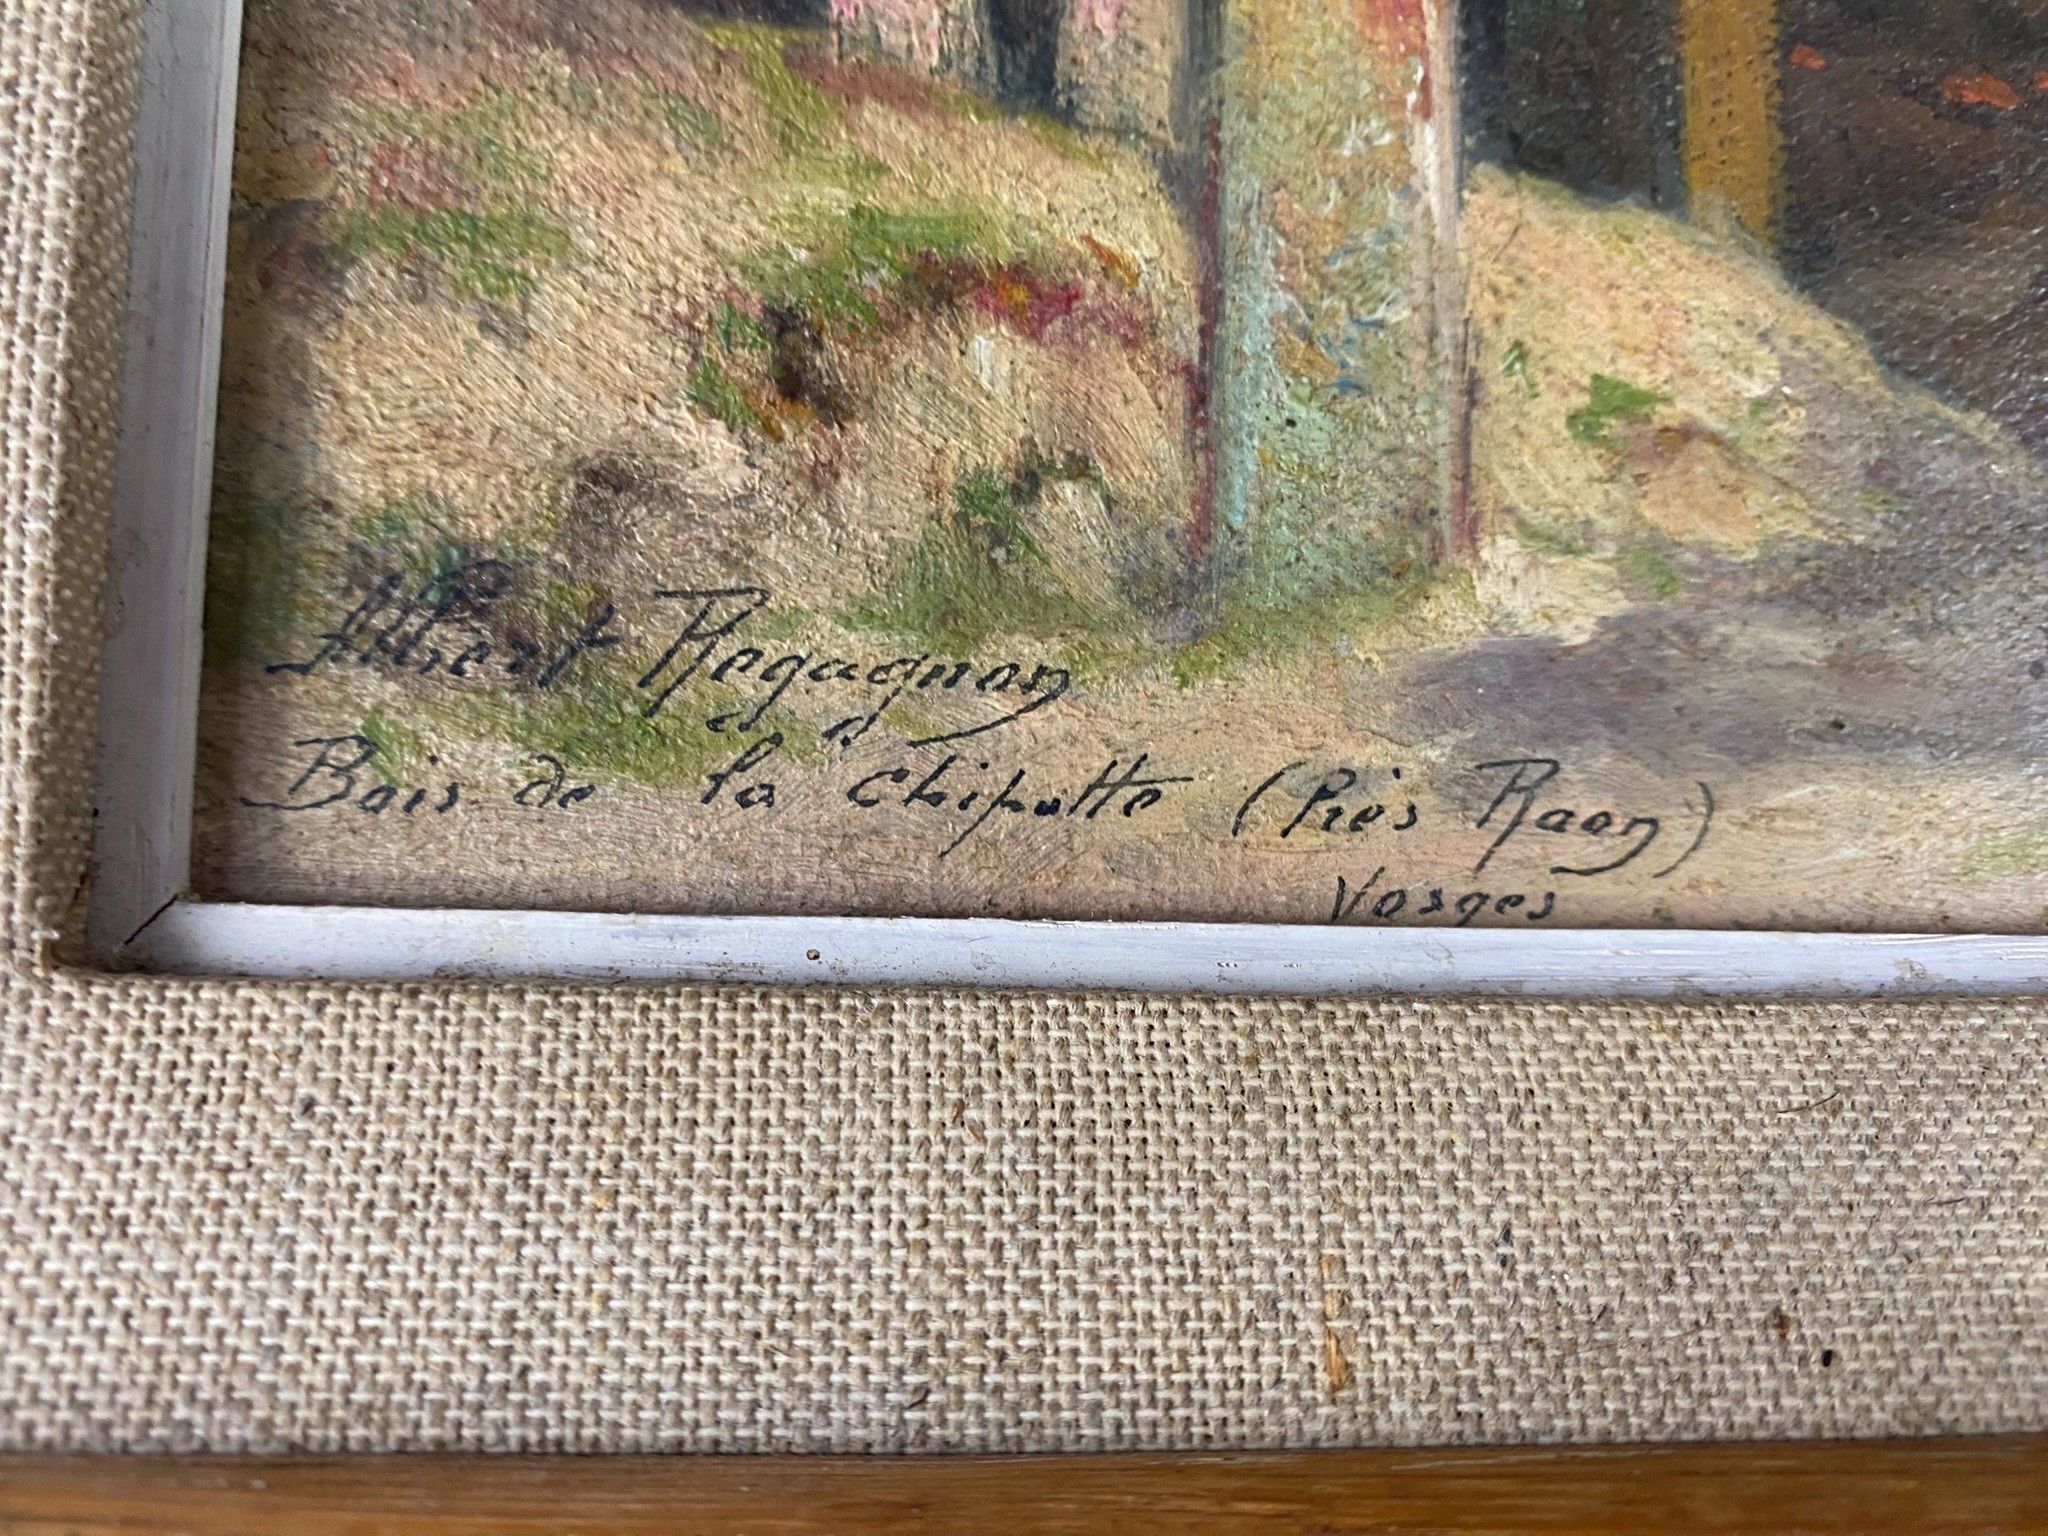 Albert Regagnon
Bois de la Chipotte (Près Raon)
Vosges